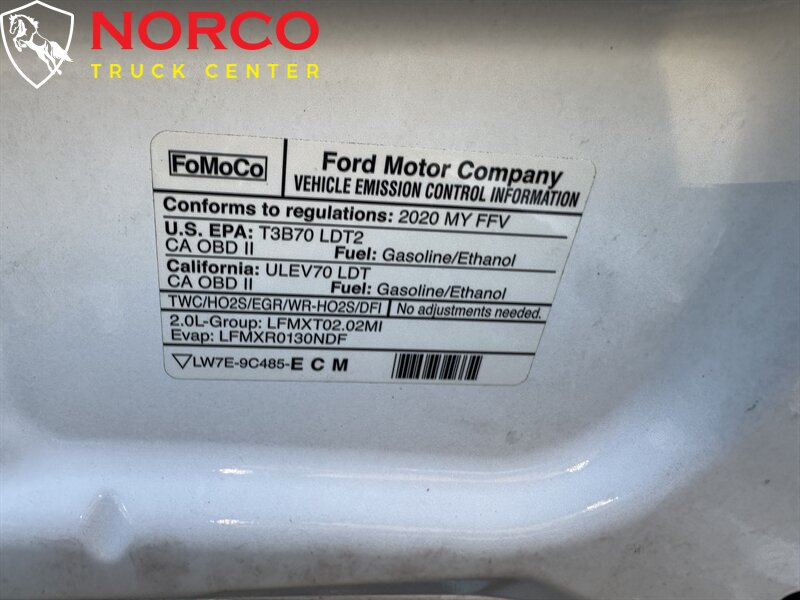 NORCO
TRUCK CENTER
FoMoCo
Ford Motor Company
VEHICLE EMISSION CONTROL INFORMATION
Conforms to regulations: 2020 MY FFV
U.S. EPA: T3B70 LDT2
CA OBD II Fuel: Gasoline/Ethanol
California: ULEV70 LDT
CA OBD II Fuel: Gasoline/Ethanol
TWC/HO2S/EGR/WR-HO2S/DFI No adjustments needed.
2.0L-Group: LFMXT02.02MI
Evap: LFMXR0130NDF
LW7E-9C485-E C M